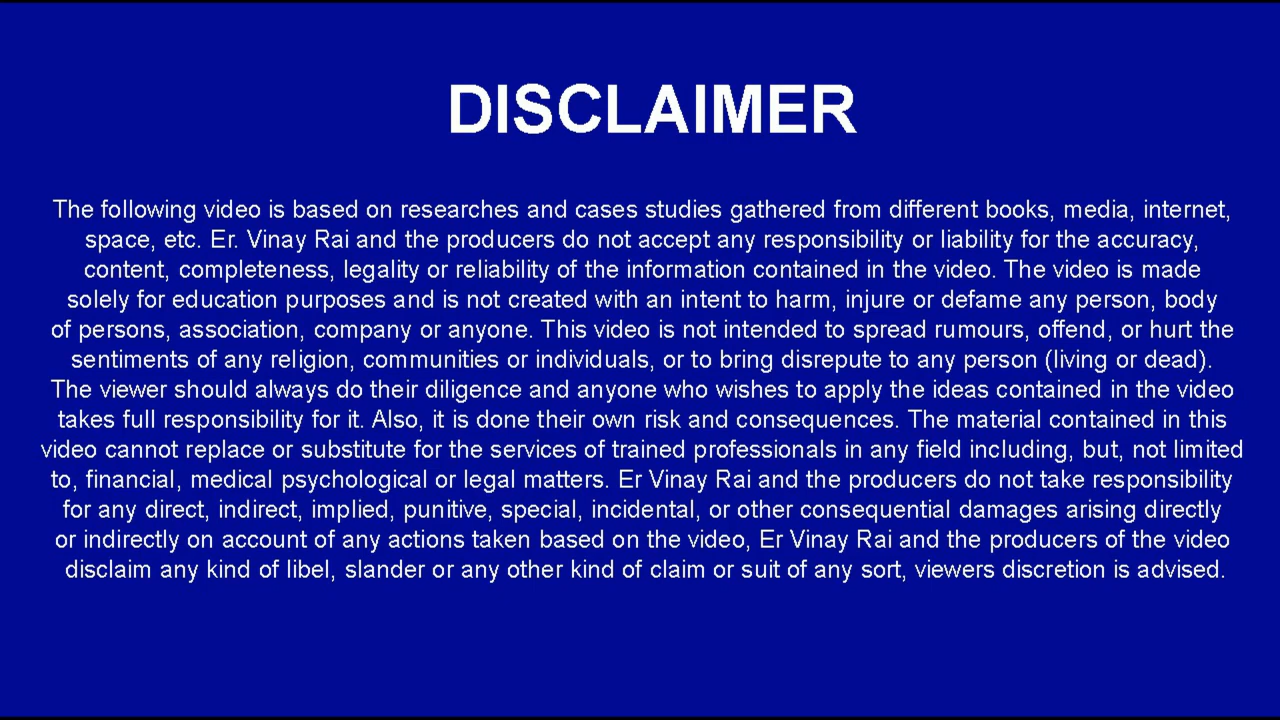 DISCLAIMER
The following video is based on researches and cases studies gathered from different books, media, internet,
space, etc. Er. Vinay Rai and the producers do not accept any responsibility or liability for the accuracy,
content, completeness, legality or reliability of the information contained in the video. The video is made
solely for education purposes and is not created with an intent to harm, injure or defame any person, body
of persons, association, company or anyone. This video is not intended to spread rumours, offend, or hurt the
sentiments of any religion, communities or individuals, or to bring disrepute to any person (living or dead).
The viewer should always do their diligence and anyone who wishes to apply the ideas contained in the video
takes full responsibility for it. Also, it is done their own risk and consequences. The material contained in this
video cannot replace or substitute for the services of trained professionals in any field including, but, not limited
to, financial, medical psychological or legal matters. Er Vinay Rai and the producers do not take responsibility
for any direct, indirect, implied, punitive, special, incidental, or other consequential damages arising directly
or indirectly on account of any actions taken based on the video, Er Vinay Rai and the producers of the video
disclaim any kind of libel, slander or any other kind of claim or suit of any sort, viewers discretion is advised.